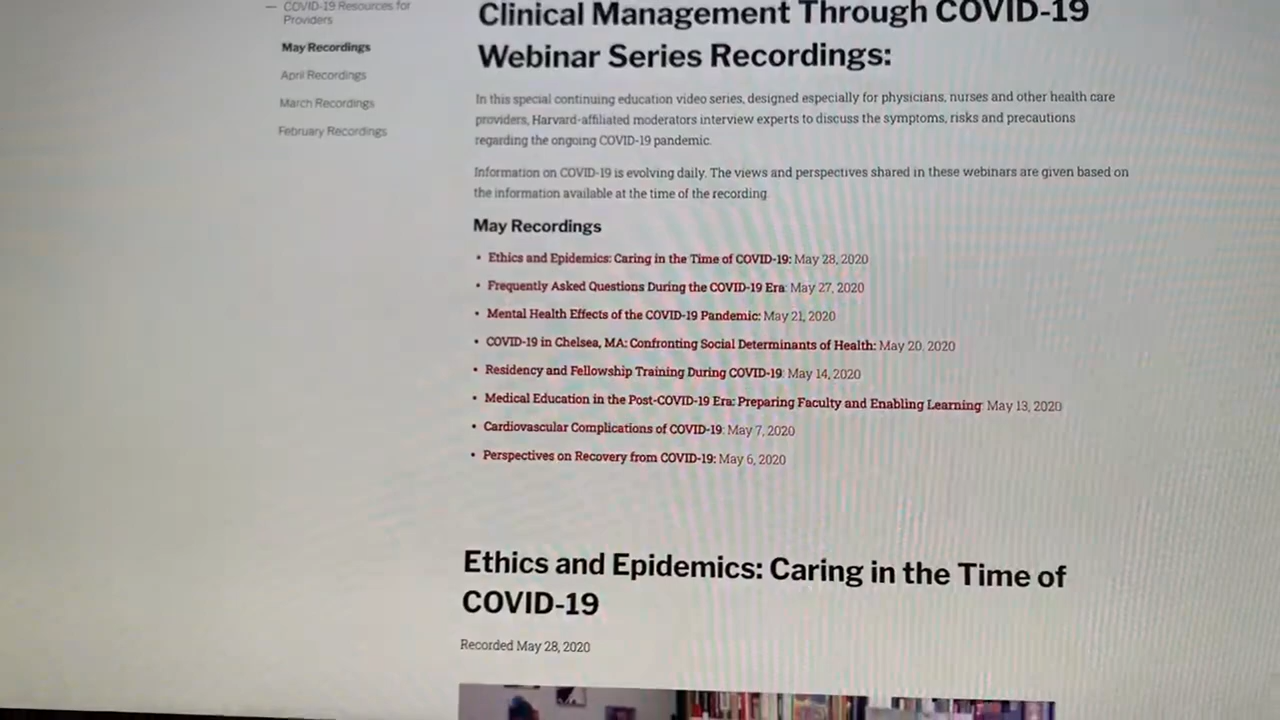 COVID-19 Resources for
Providers
May Recordings
April Recordings
March Recordings
February Recordings
Clinical Management Through COVID-19
Webinar Series Recordings:
In this special continuing education video series, designed especially for physicians, nurses and other health care
providers, Harvard-affiliated moderators interview experts to discuss the symptoms, risks and precautions
regarding the ongoing COVID-19 pandemic.
Information on COVID-19 is evolving daily. The views and perspectives shared in these webinars are given based on
the information available at the time of the recording.
May Recordings
• Ethics and Epidemics: Caring in the Time of COVID-19: May 28, 2020
• Frequently Asked Questions During the COVID-19 Era: May 27, 2020
• Mental Health Effects of the COVID-19 Pandemic: May 21, 2020
• COVID-19 in Chelsea, MA: Confronting Social Determinants of Health: May 20, 2020
• Residency and Fellowship Training During COVID-19: May 14, 2020
• Medical Education in the Post-COVID-19 Era: Preparing Faculty and Enabling Learning: May 13, 2020
• Cardiovascular Complications of COVID-19: May 7, 2020
• Perspectives on Recovery from COVID-19: May 6, 2020
Ethics and Epidemics: Caring in the Time of
COVID-19
Recorded May 28, 2020